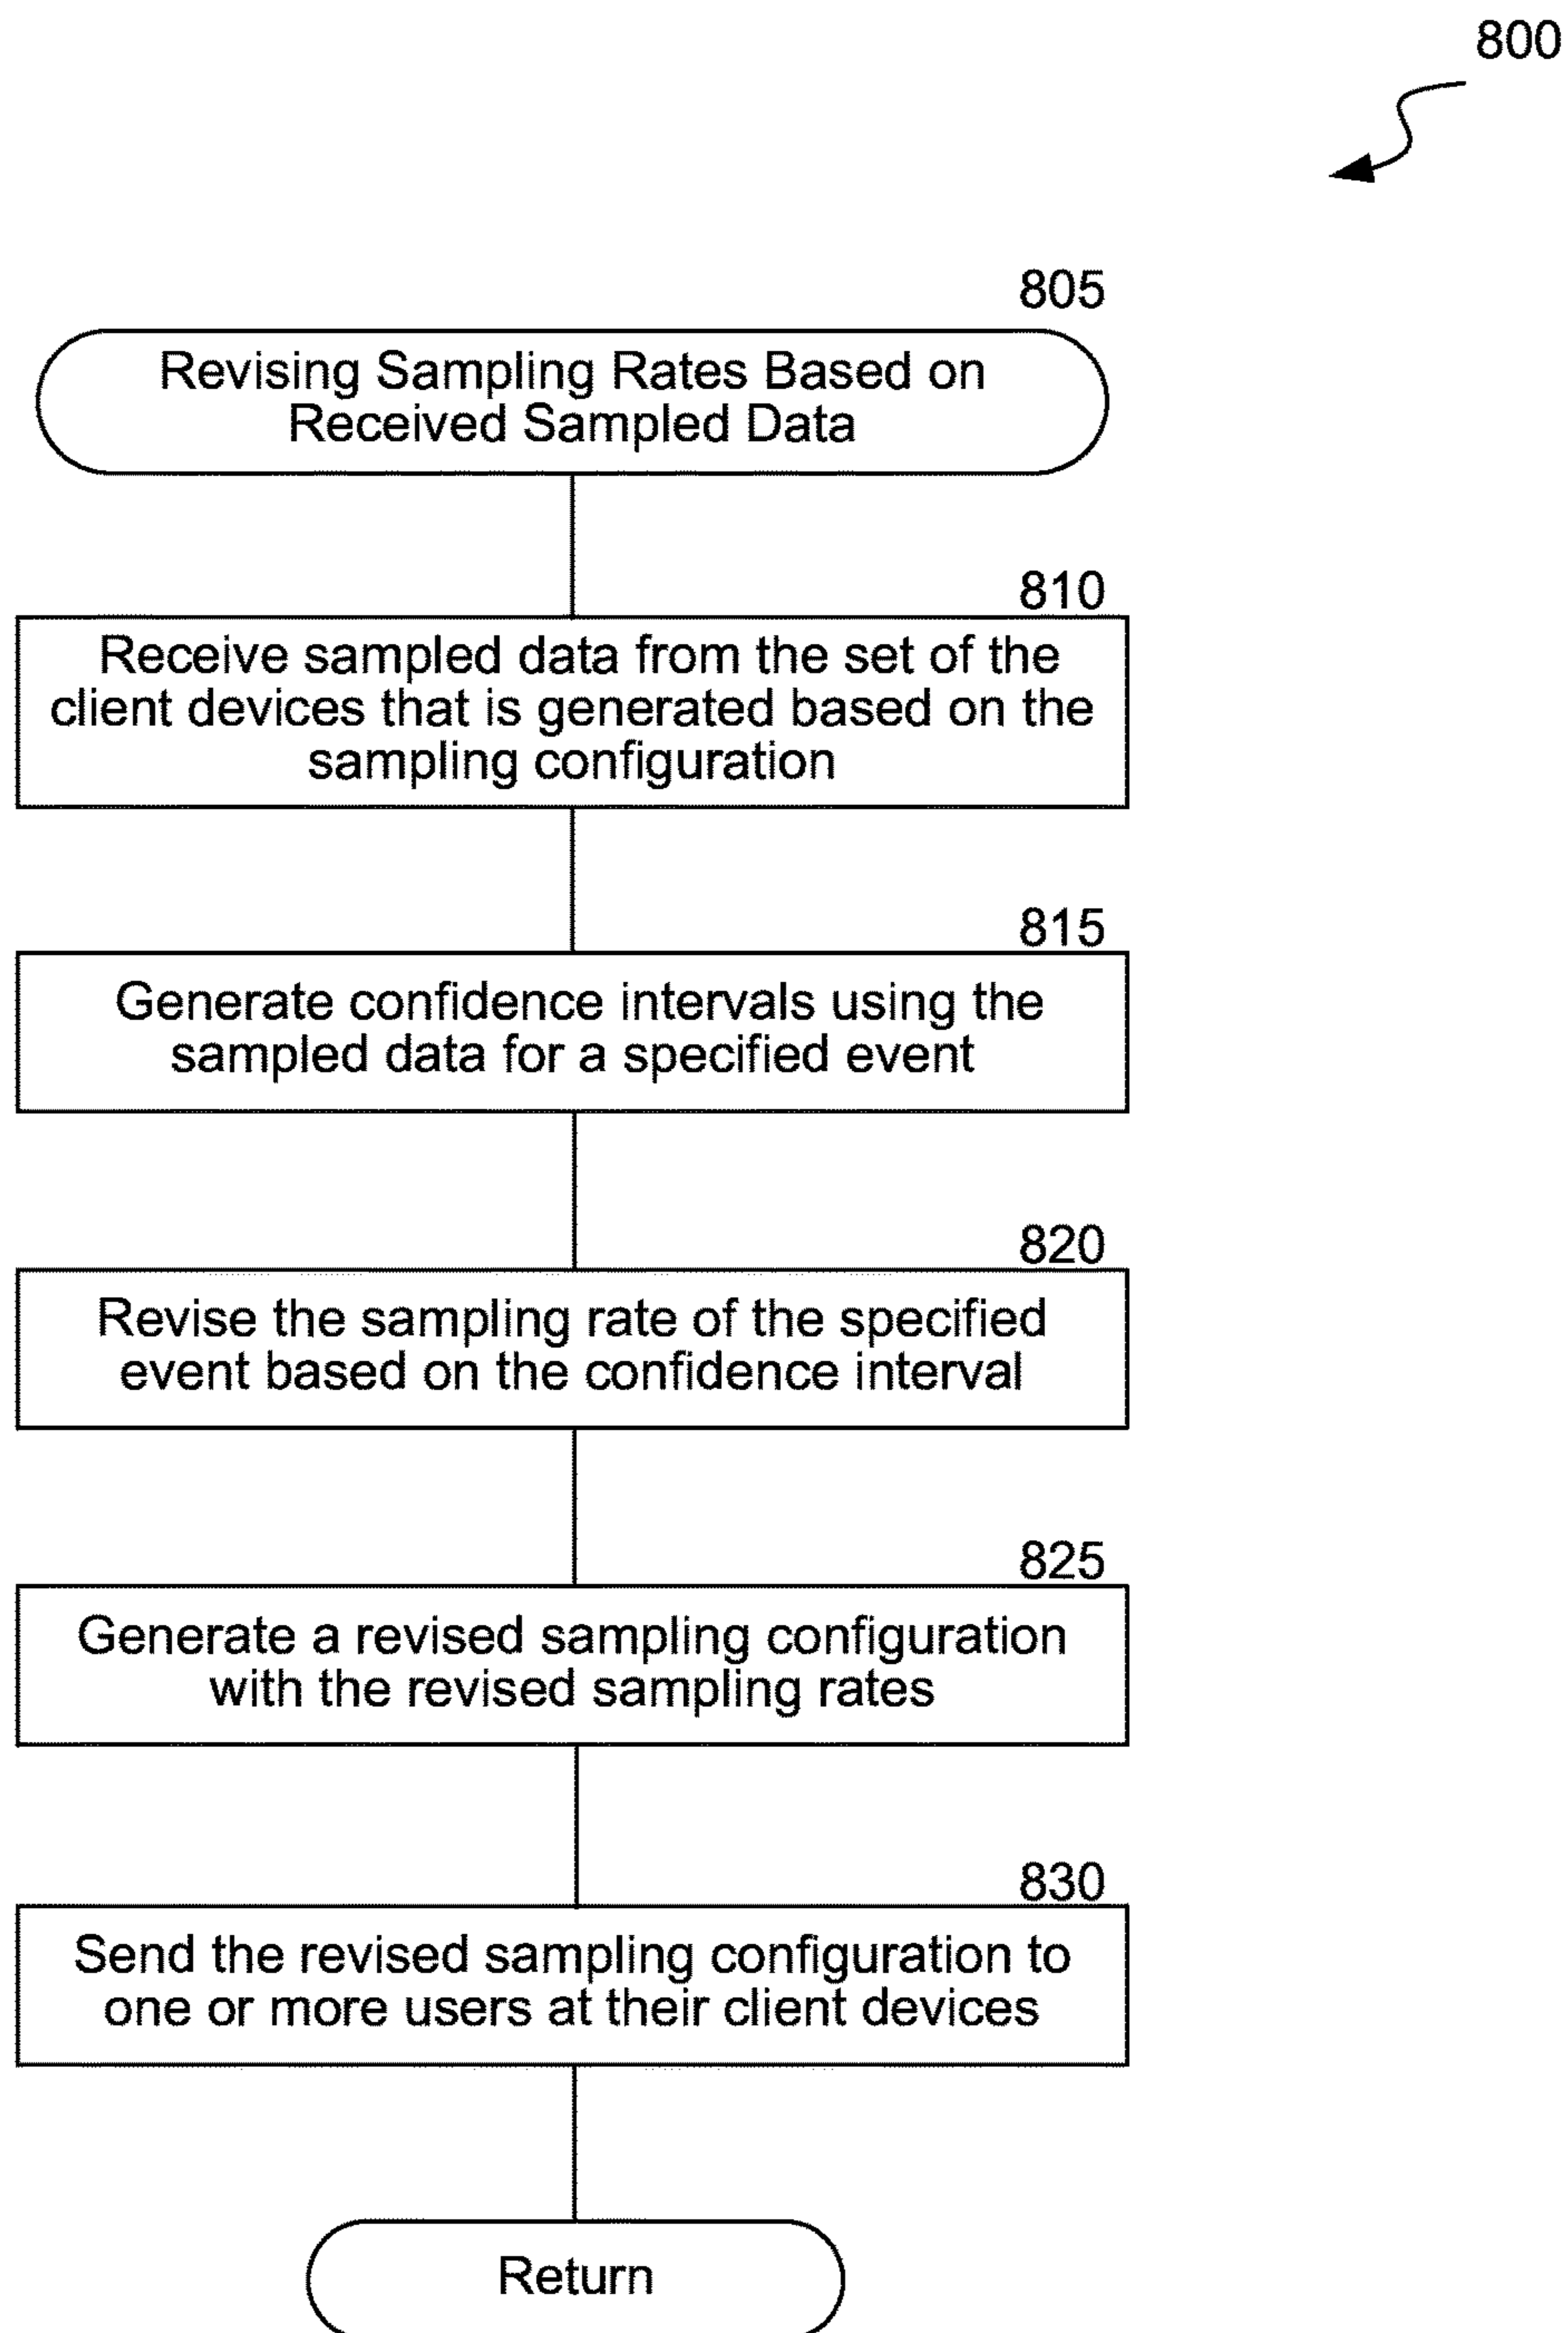 800
805
Revising Sampling Rates Based on
Received Sampled Data
810
Receive sampled data from the set of the
client devices that is generated based on the
sampling configuration
815
Generate confidence intervals using the
sampled data for a specified event
820
Revise the sampling rate of the specified
event based on the confidence interval
825
Generate a revised sampling configuration
with the revised sampling rates
830
Send the revised sampling configuration to
one or more users at their client devices
Return